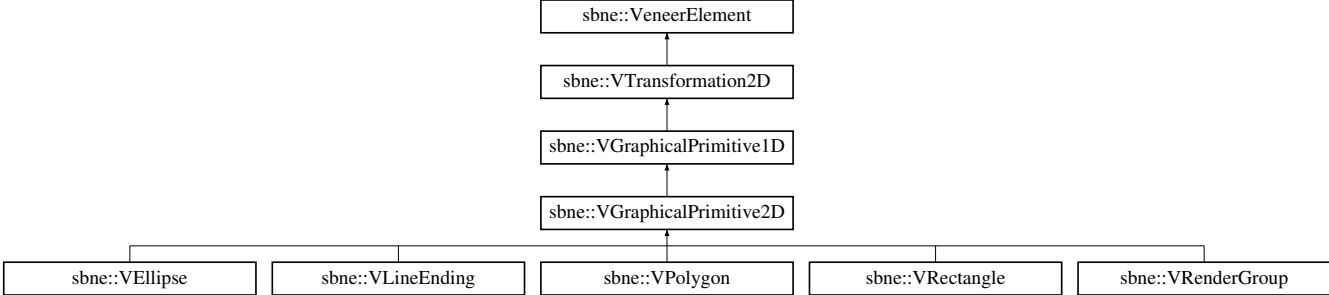 sbne::VeneerElement
sbne::VTransformation2D
sbne::VGraphicalPrimitive1D
sbne::VGraphicalPrimitive2D
sbne::VEllipse
sbne::VLineEnding
sbne::VPolygon
sbne::VRectangle
sbne::VRenderGroup